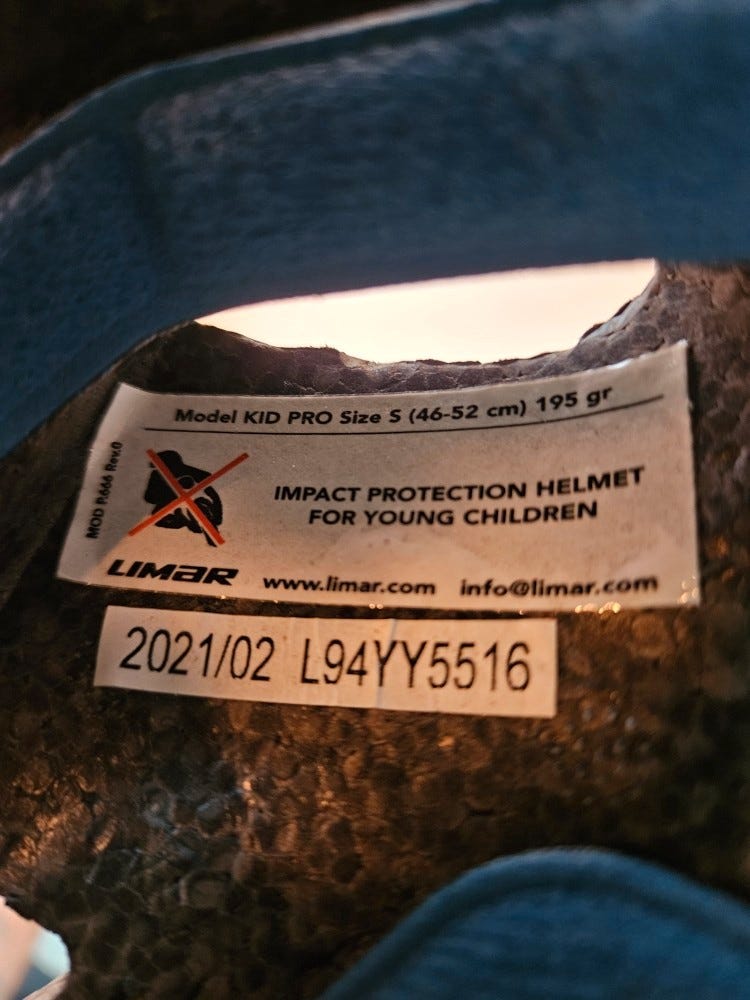 Model KID PRO Size S (46-52 cm) 195 gr
MOD P.666 Rev.0
IMPACT PROTECTION HELMET
FOR YOUNG CHILDREN
LIMAR www.limar.com info@limar.com
2021/02 L94YY5516